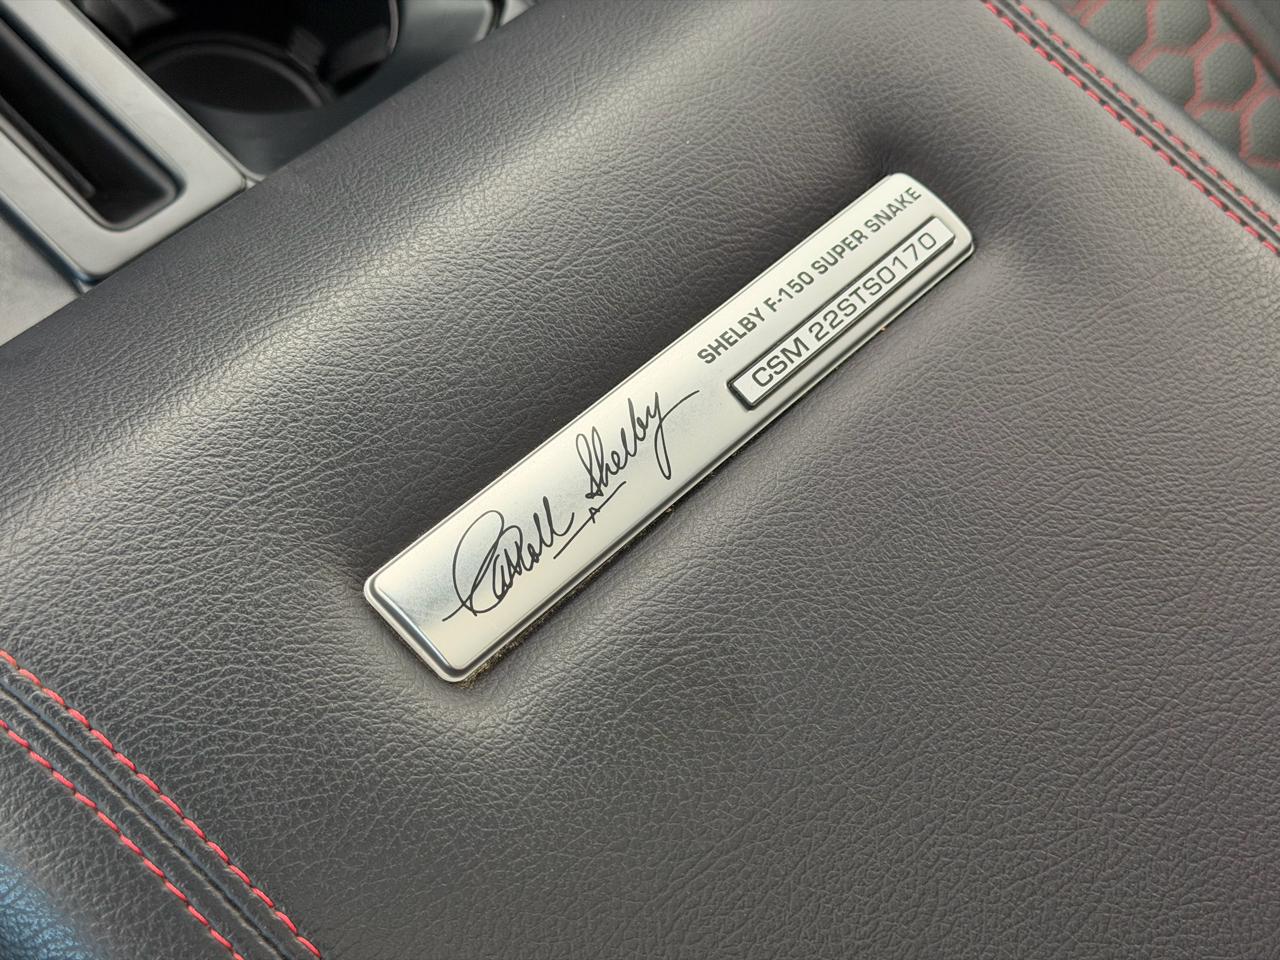 Carroll Shelby
SHELBY F-150 SUPER SNAKE
CSM 22STS0170